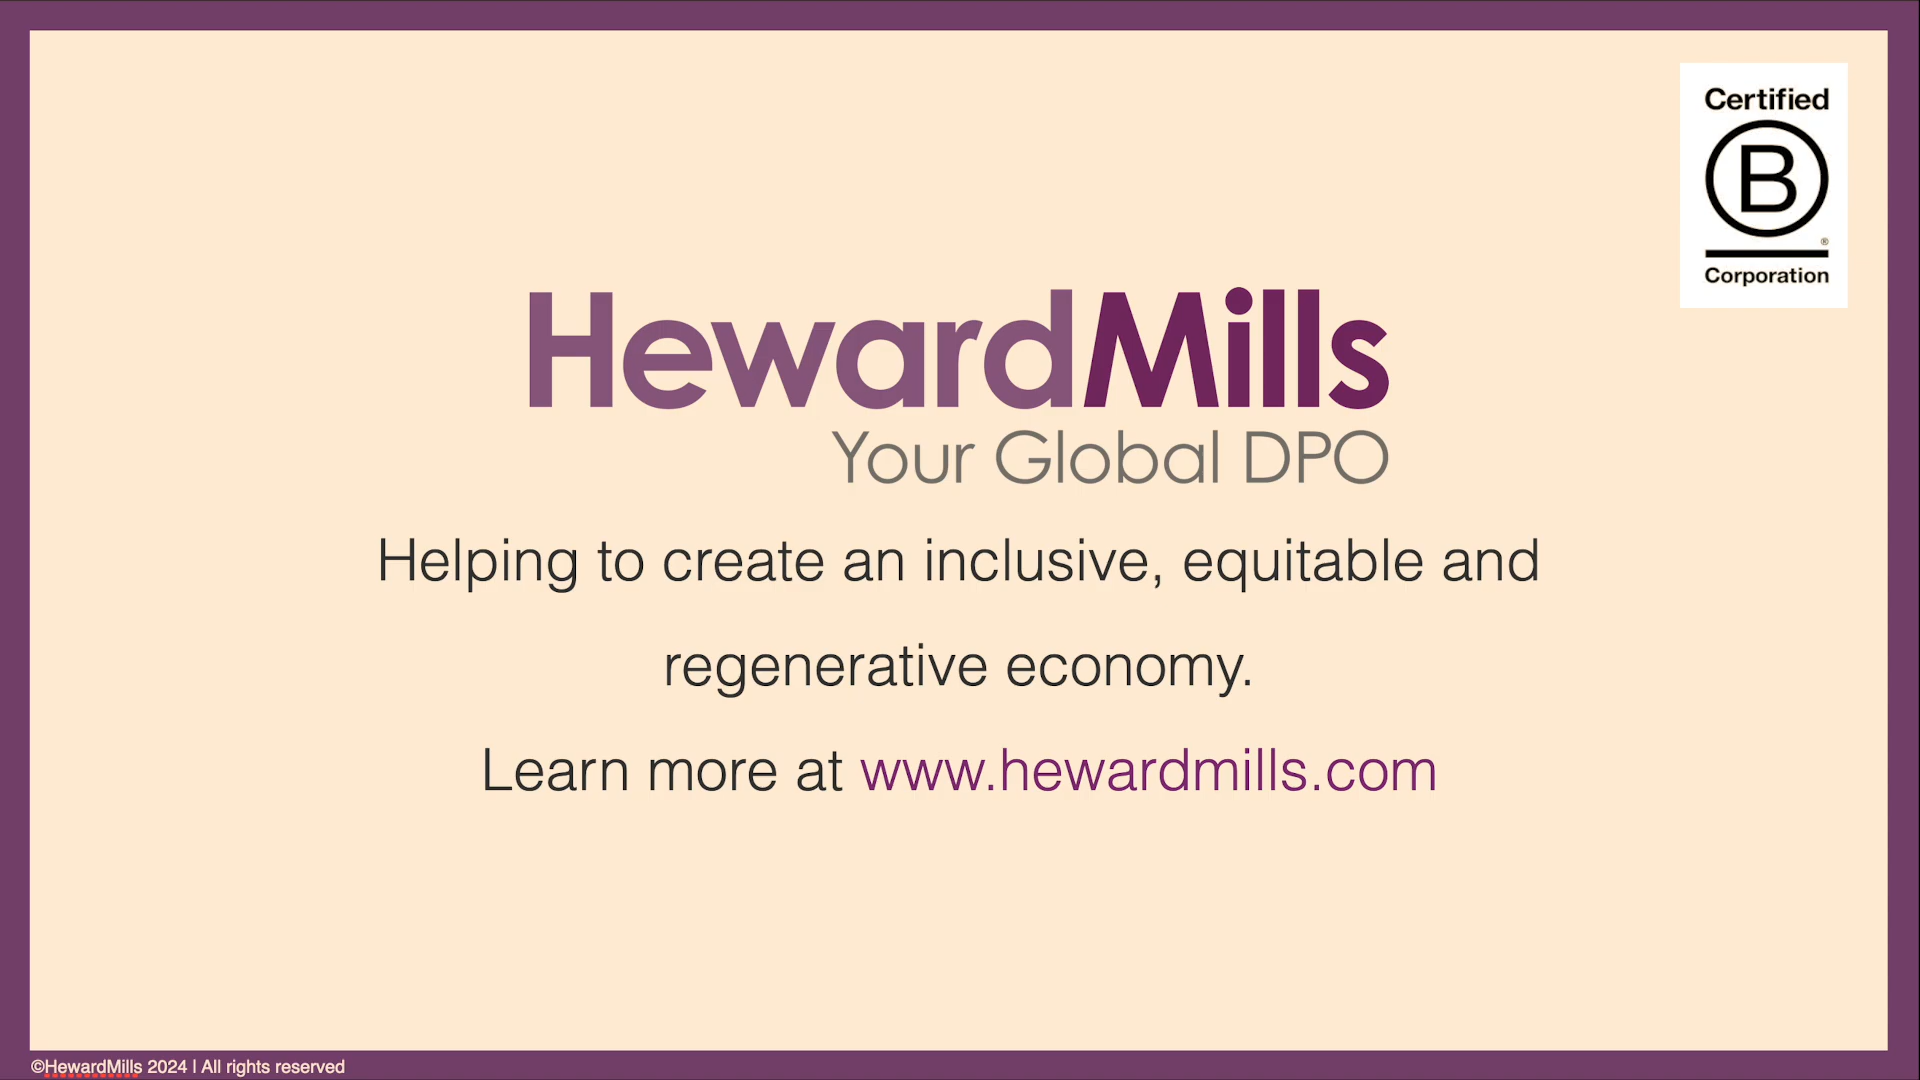 Certified
B
®
Corporation
HewardMills
Your Global DPO
Helping to create an inclusive, equitable and
regenerative economy.
Learn more at www.hewardmills.com
©HewardMills 2024 | All rights reserved